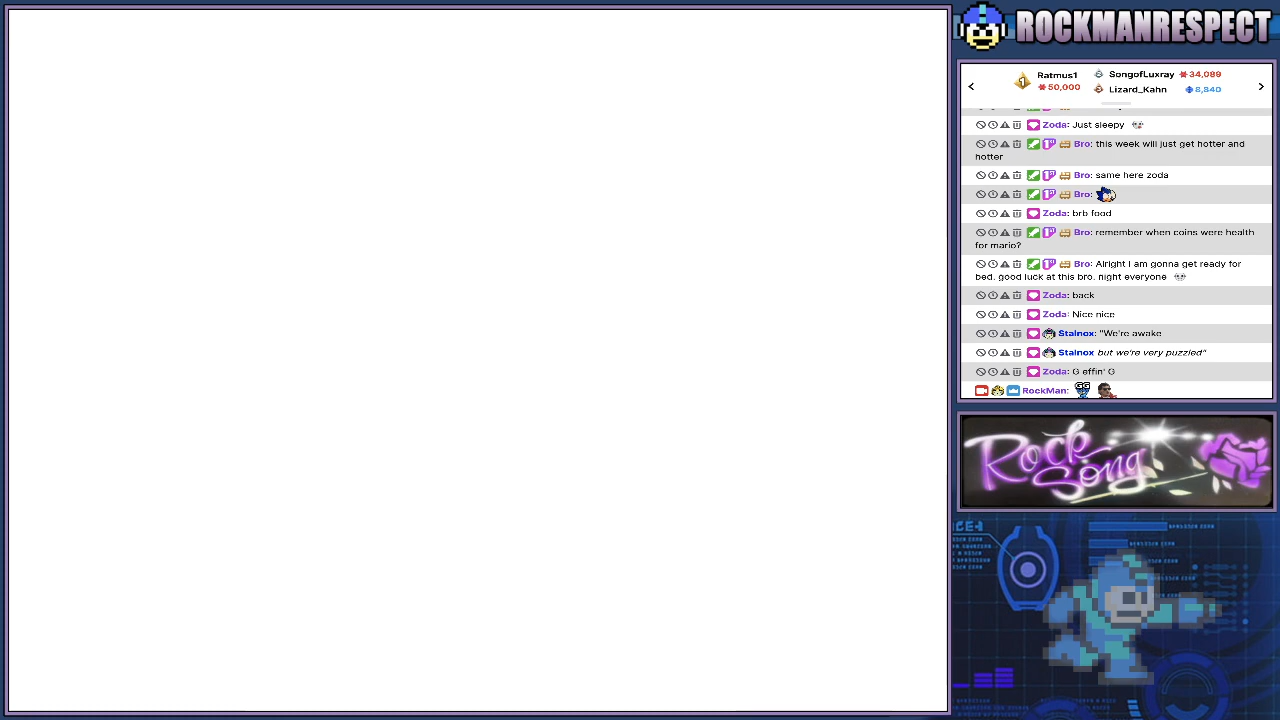 ROCKMANRESPECT
Ratmus1
50,000
SongofLuxray 34,089
Lizard_Kahn 8,840
Zoda: Just sleepy
Bro: this week will just get hotter and
hotter
Bro: same here zoda
Bro:
Zoda: brb food
Bro: remember when coins were health
for mario?
Bro: Alright I am gonna get ready for
bed. good luck at this bro. night everyone
Zoda: back
Zoda: Nice nice
Stalnox: "We're awake
Stalnox but we're very puzzled"
Zoda: G effin' G
RockMan: GG
Rock
Song